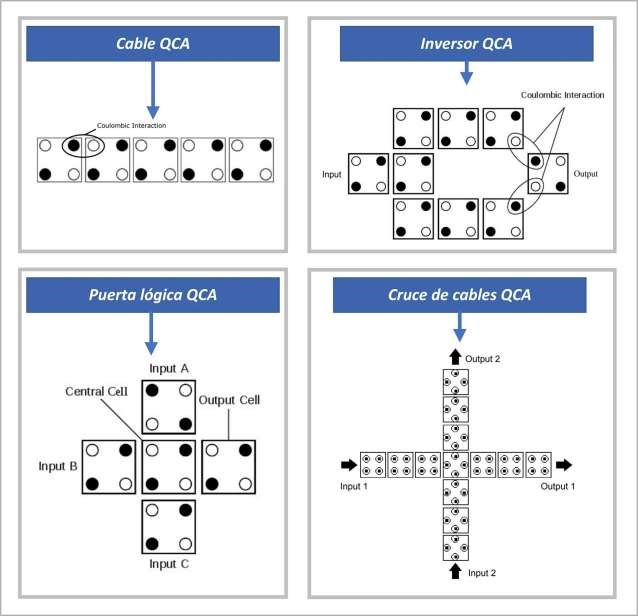 Cable QCA
Coulombic Interaction
Inversor QCA
Coulombic Interaction
Input
Output
Puerta lógica QCA
Input A
Central Cell
Output Cell
Input B
Input C
Cruce de cables QCA
Output 2
Input 1
Output 1
Input 2